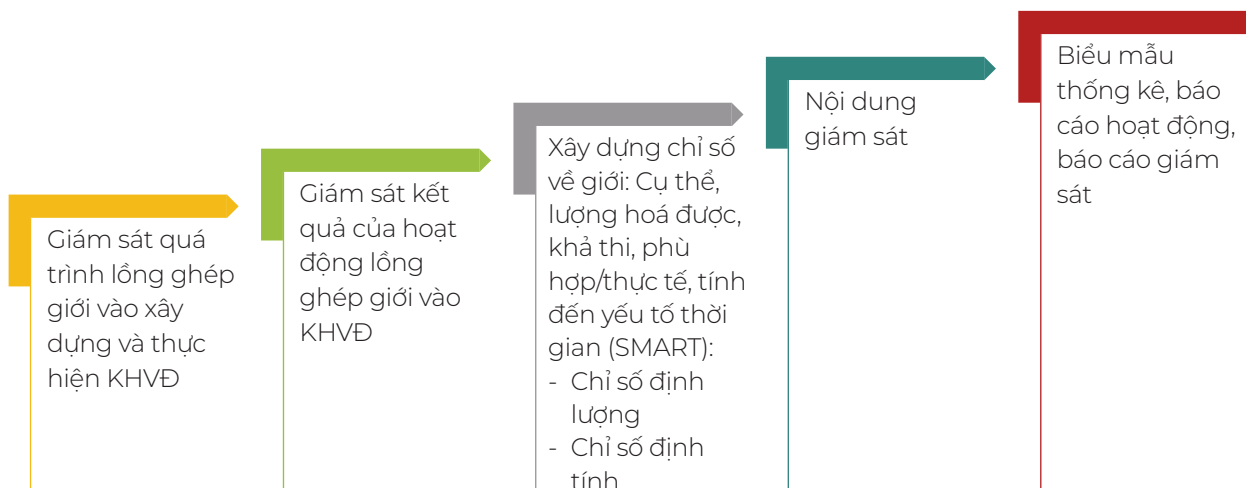 Giám sát quá
trình lồng ghép
giới vào xây
dựng và thực
hiện KHVĐ
Giám sát kết
quả của hoạt
động lồng
ghép giới vào
KHVĐ
Xây dựng chỉ số
về giới: Cụ thể,
lượng hoá được,
khả thi, phù
hợp/thực tế, tính
đến yếu tố thời
gian (SMART):
- Chỉ số định
lượng
- Chỉ số định
tính
Nội dung
giám sát
Biểu mẫu
thống kê, báo
cáo hoạt động,
báo cáo giám
sát